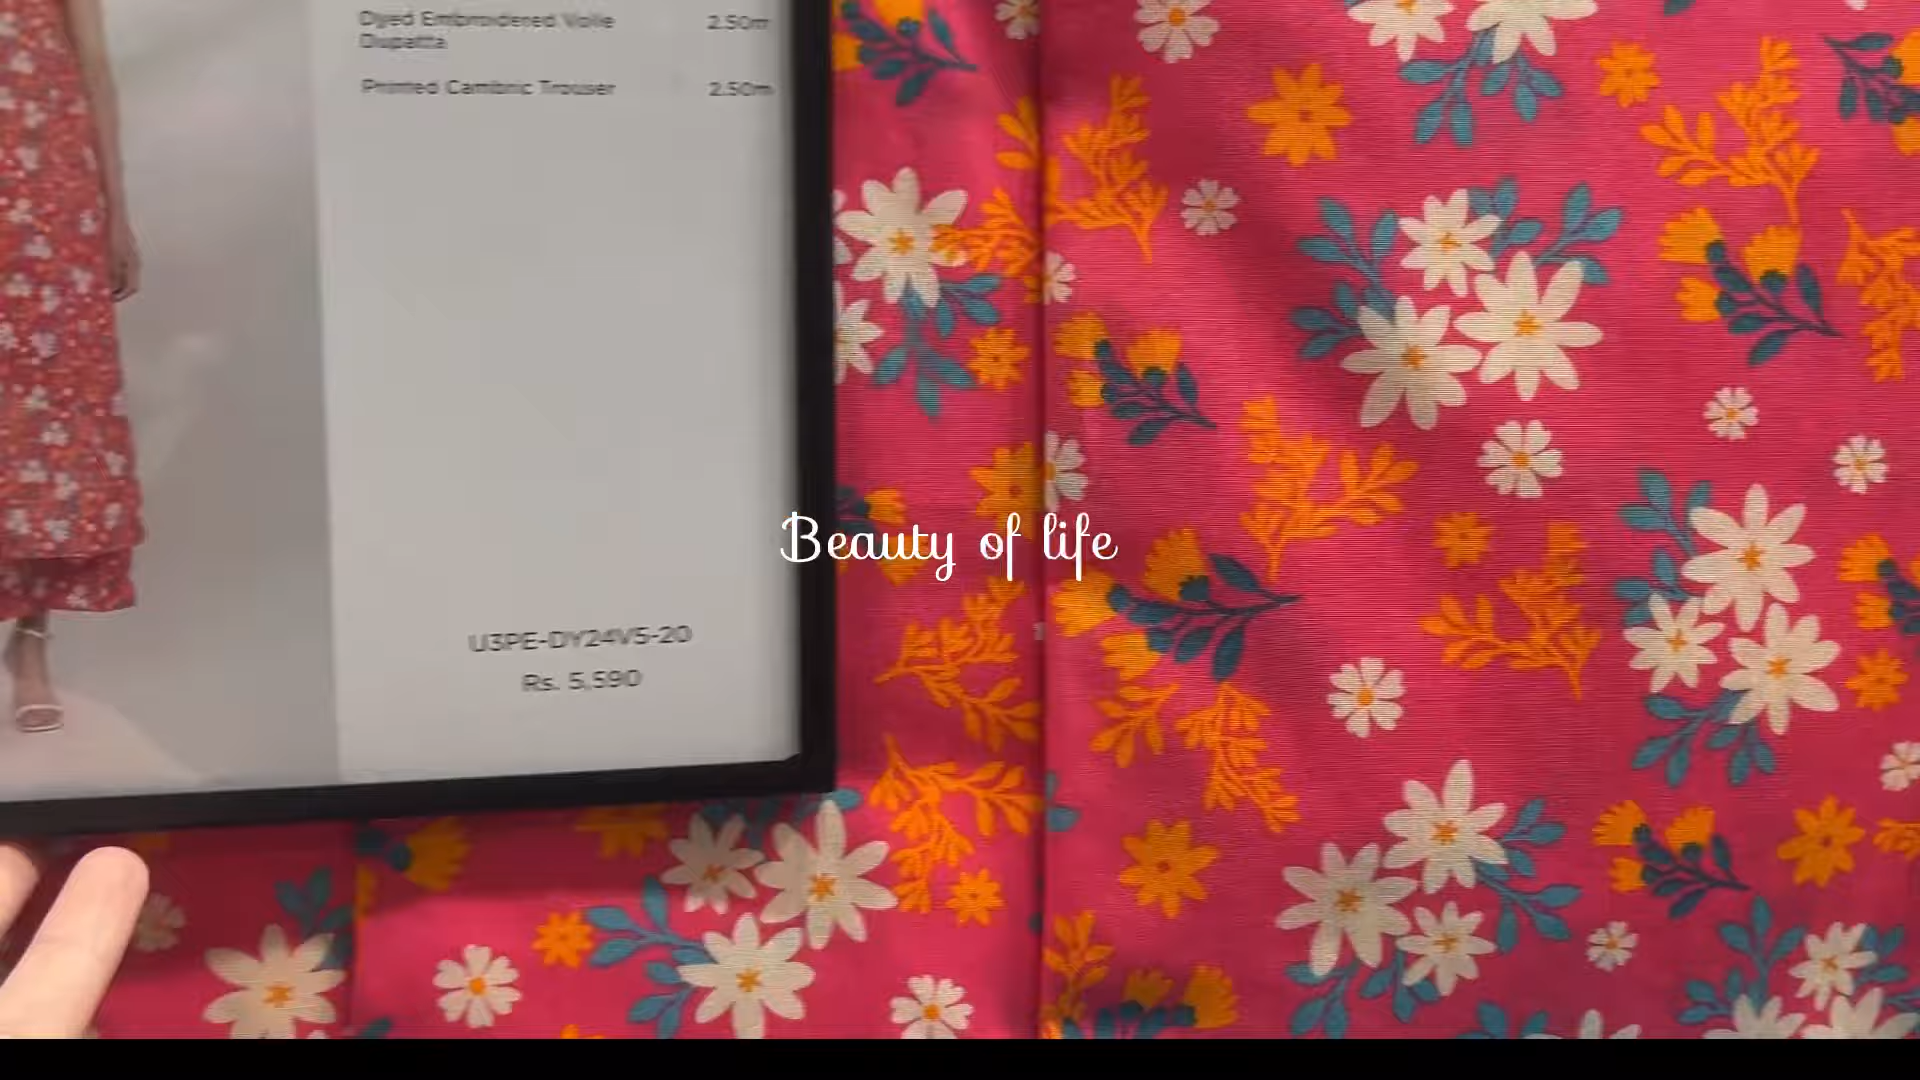 Dyed Embroidered Voile 2.50m
Dupatta
Printed Cambric Trouser 2.50m
Beauty of life
U3PE-DY24V5-20
Rs. 5,590